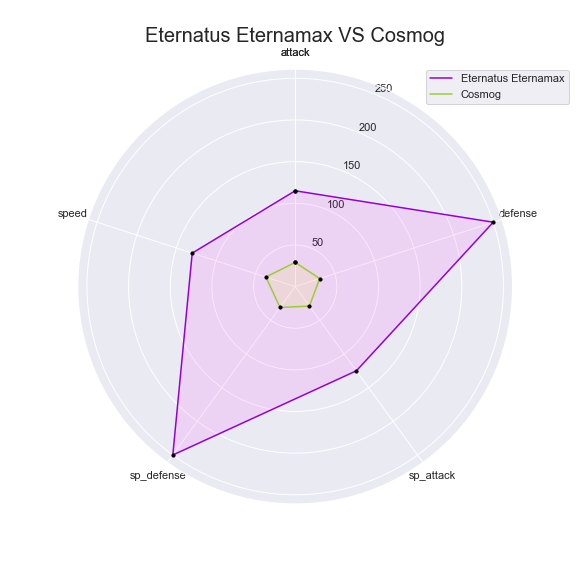 Eternatus Eternamax VS Cosmog
attack
Eternatus Eternamax
Cosmog
250
200
150
100
50
speed
defense
sp_defense
sp_attack